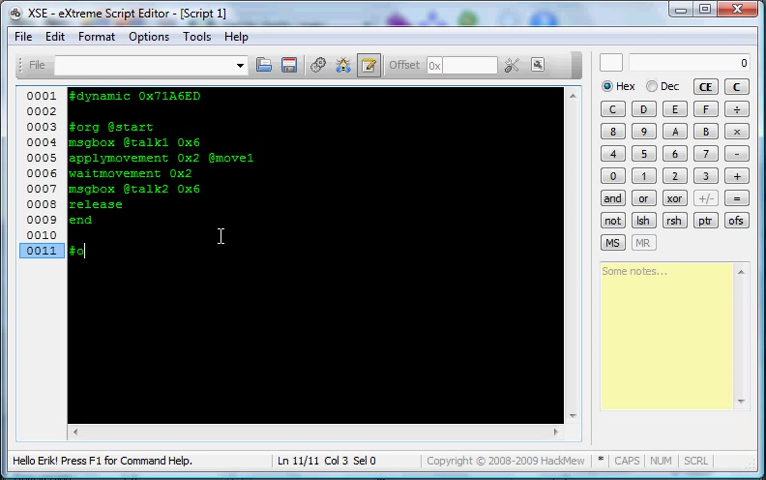 XSE - eXtreme Script Editor - [Script 1]
File Edit Format Options Tools Help
File Offset 0x
0
Hex Dec CE C
C D E F ÷
8 9 A B ×
4 5 6 7 -
0 1 2 3 +
and or xor +/- =
not lsh rsh ptr ofs
MS MR
Some notes...
0001 #dynamic 0x71A6ED
0002
0003 #org @start
0004 msgbox @talk1 0x6
0005 applymovement 0x2 @move1
0006 waitmovement 0x2
0007 msgbox @talk2 0x6
0008 release
0009 end
0010
0011 #o
Hello Erik! Press F1 for Command Help. Ln 11/11 Col 3 Sel 0 Copyright © 2008-2009 HackMew * CAPS NUM SCRL